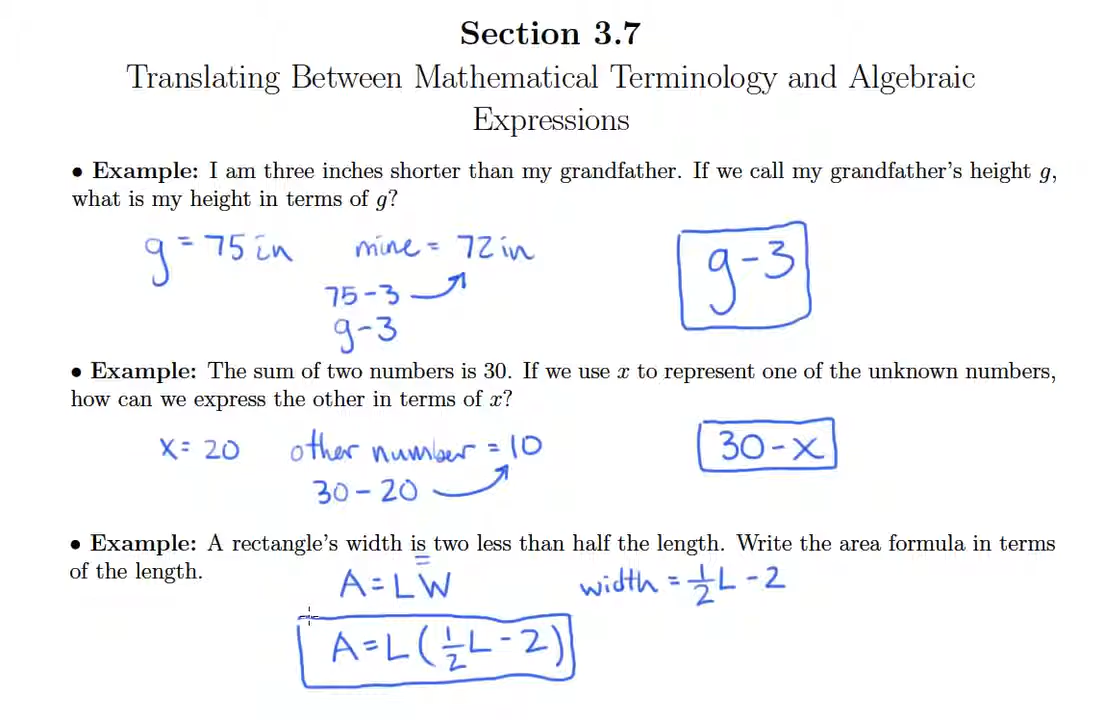 Section 3.7
Translating Between Mathematical Terminology and Algebraic
Expressions
• Example: I am three inches shorter than my grandfather. If we call my grandfather's height g,
what is my height in terms of g?
g = 75 in mine = 72 in g-3
75-3
g-3
• Example: The sum of two numbers is 30. If we use x to represent one of the unknown numbers,
how can we express the other in terms of x?
x = 20 other number = 10 30-x
30-20
• Example: A rectangle's width is two less than half the length. Write the area formula in terms
=
of the length.
A = LW width = 1/2 L - 2
A = L(1/2 L - 2)